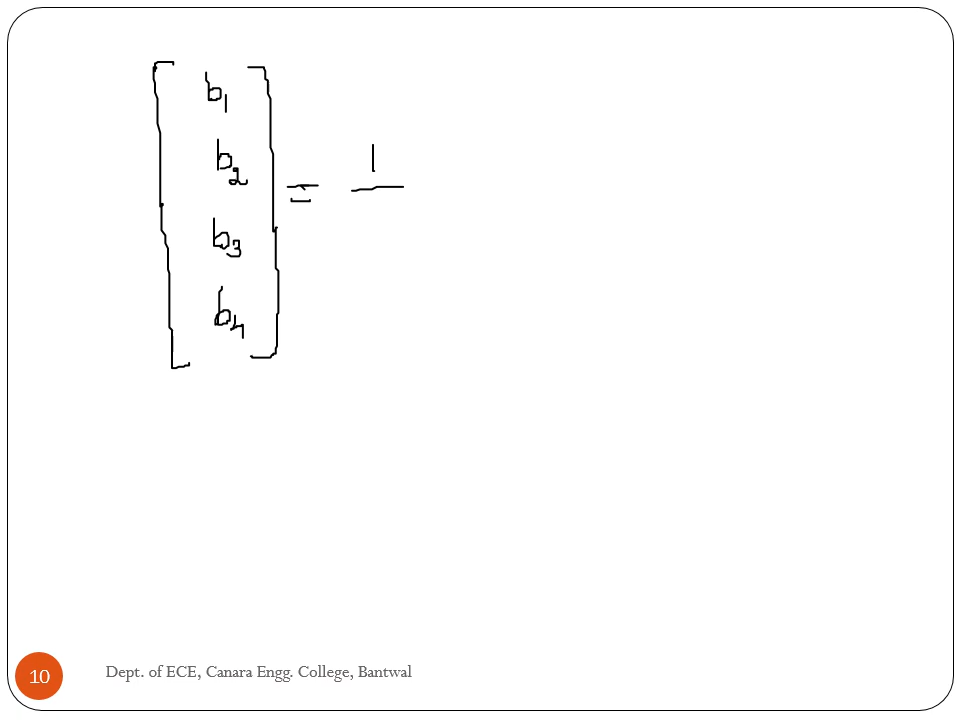 b1
b2
= 1
b3
b4
10 Dept. of ECE, Canara Engg. College, Bantwal